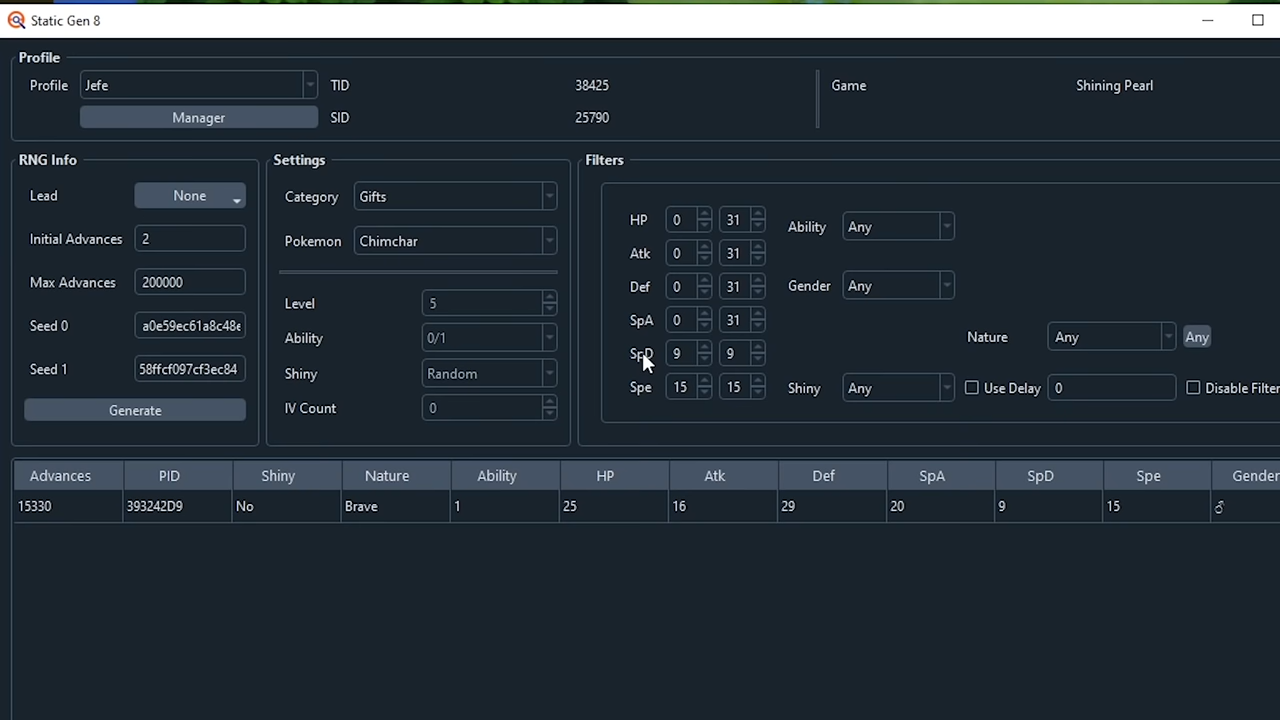 Static Gen 8
Profile
Profile Jefe TID 38425 Game Shining Pearl
Manager SID 25790
RNG Info
Lead None
Initial Advances 2
Max Advances 200000
Seed 0 a0e59ec61a8c48e
Seed 1 58ffcf097cf3ec84
Generate
Settings
Category Gifts
Pokemon Chimchar
Level 5
Ability 0/1
Shiny Random
IV Count 0
Filters
HP 0 31 Ability Any
Atk 0 31
Def 0 31 Gender Any
SpA 0 31
Nature Any Any
SpD 9 9
Spe 15 15 Shiny Any Use Delay 0 Disable Filter
Advances PID Shiny Nature Ability HP Atk Def SpA SpD Spe Gender
15330 393242D9 No Brave 1 25 16 29 20 9 15 ♂